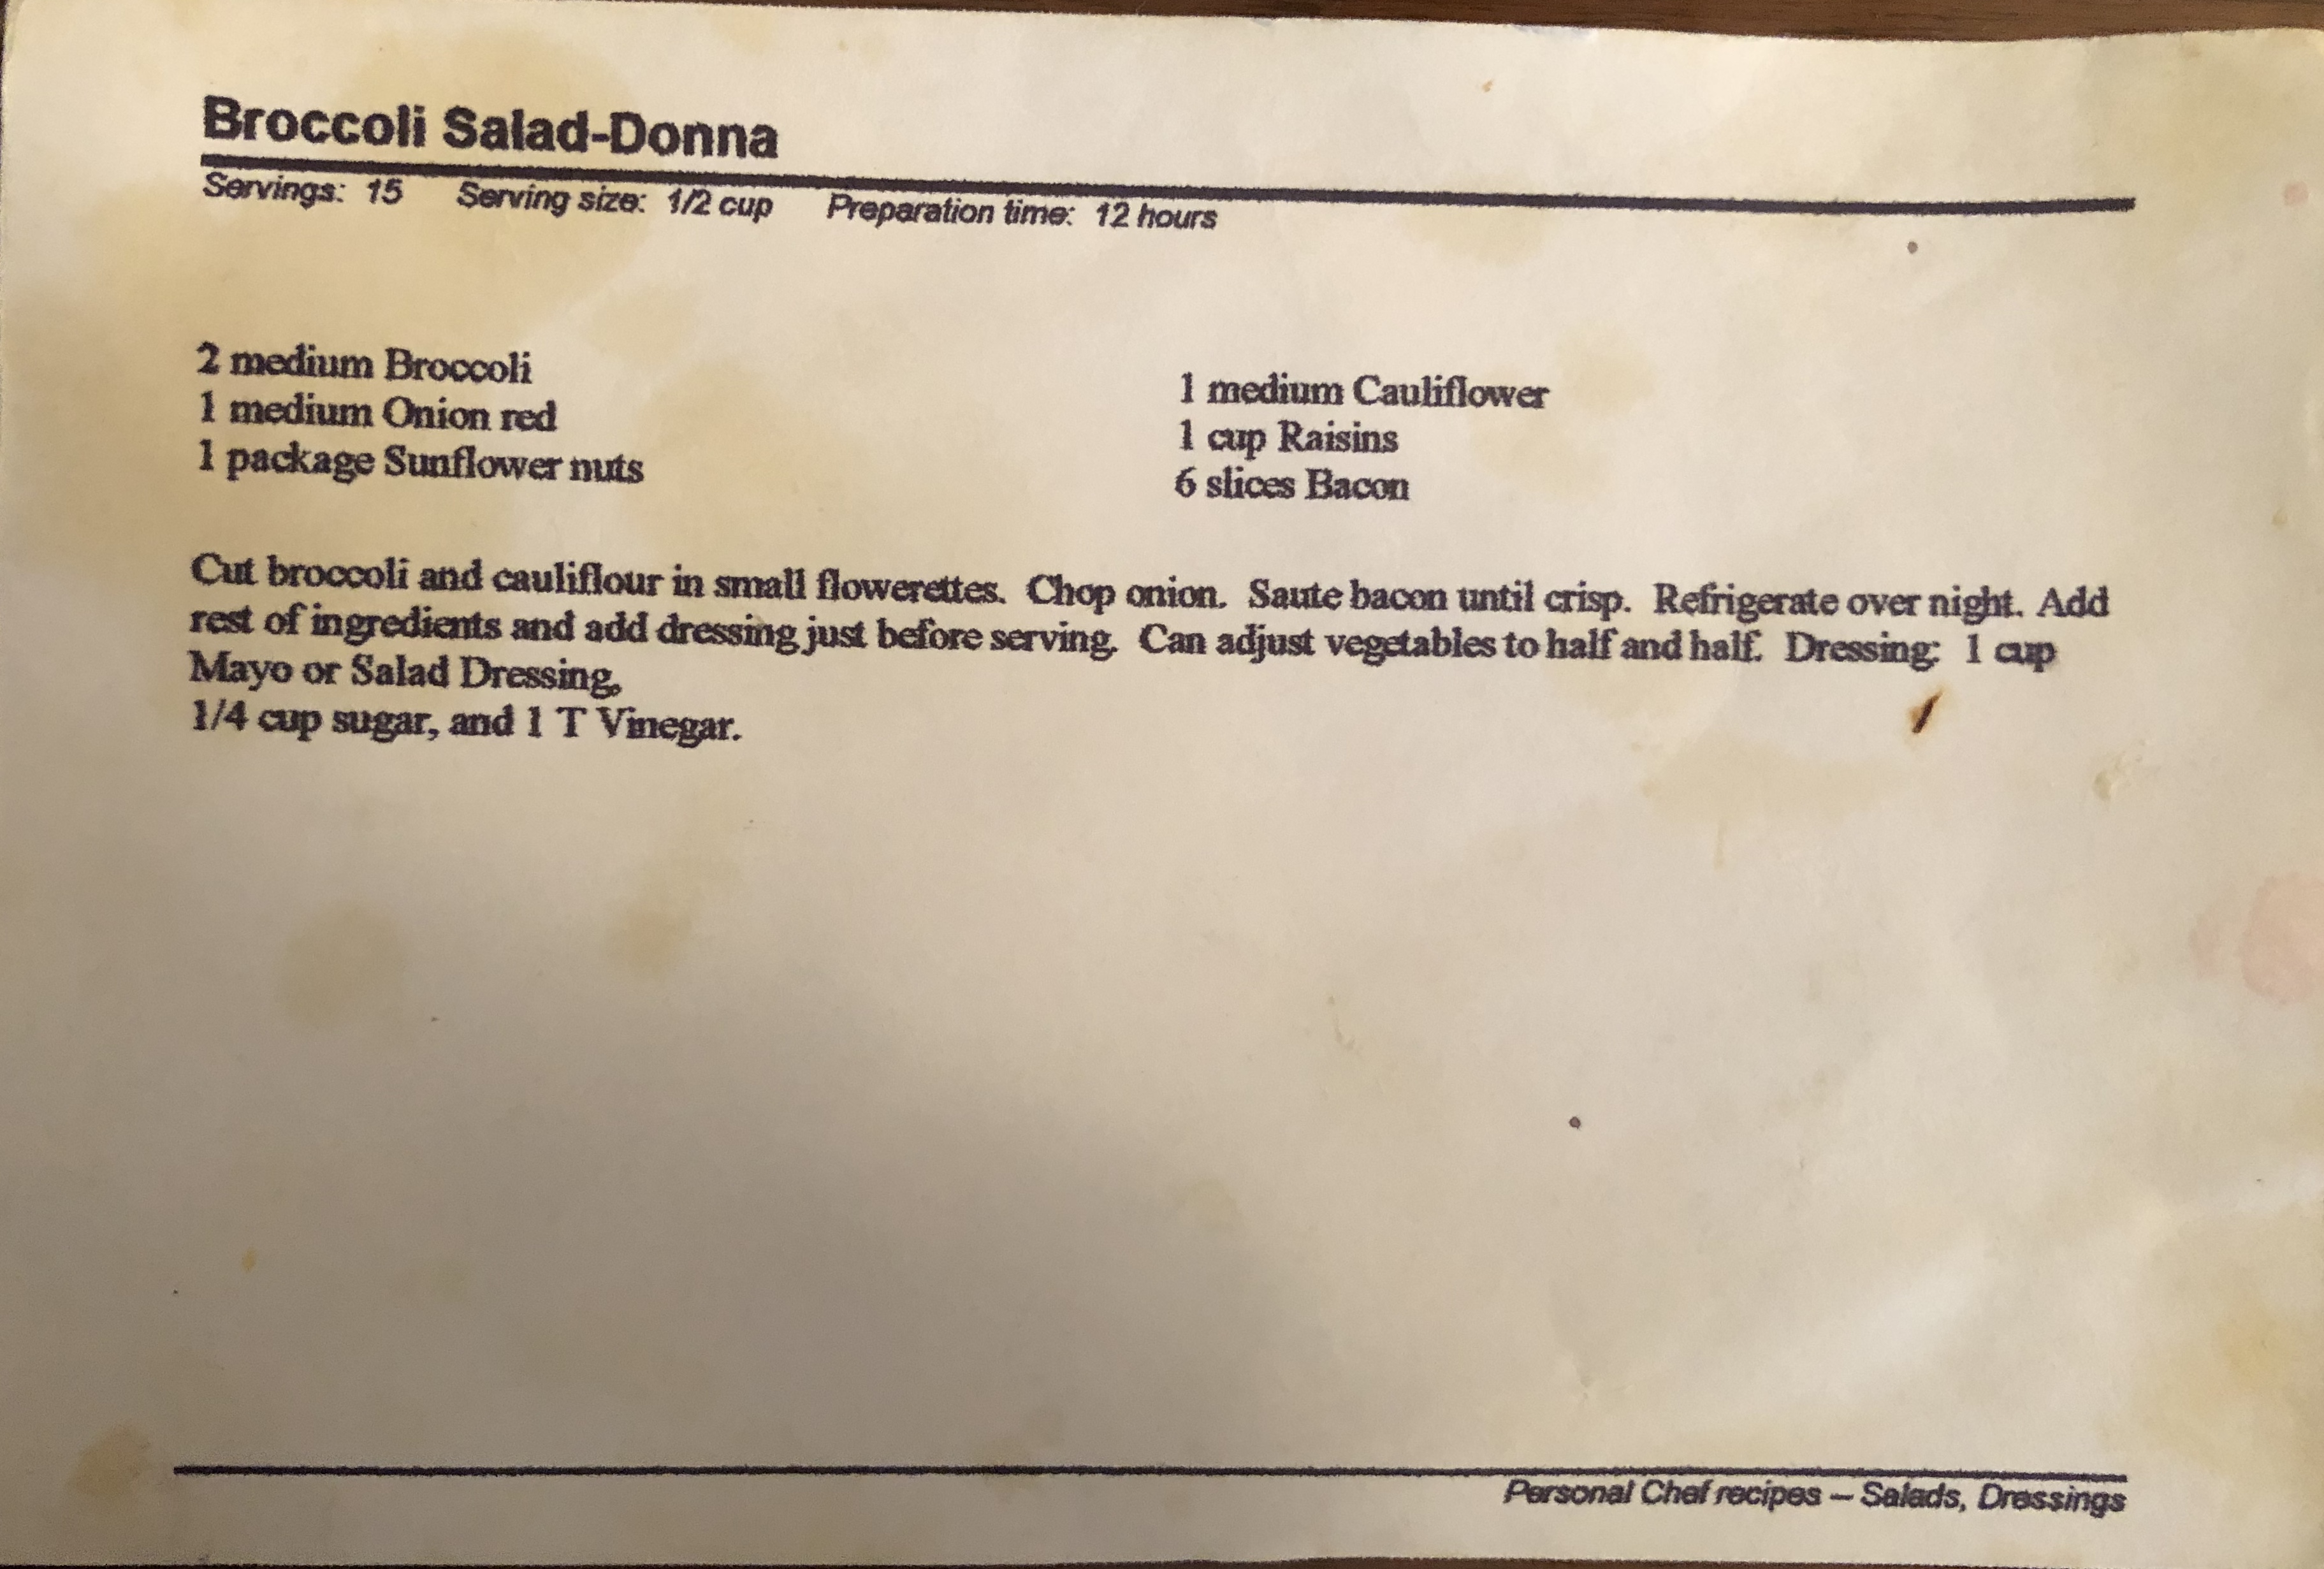 Broccoli Salad-Donna
Servings: 15 Serving size: 1/2 cup Preparation time: 12 hours
2 medium Broccoli
1 medium Onion red
1 package Sunflower nuts
1 medium Cauliflower
1 cup Raisins
6 slices Bacon
Cut broccoli and cauliflour in small flowerettes. Chop onion. Saute bacon until crisp. Refrigerate over night. Add
rest of ingredients and add dressing just before serving. Can adjust vegetables to half and half. Dressing: 1 cup
Mayo or Salad Dressing,
1/4 cup sugar, and 1 T Vinegar.
Personal Chef recipes – Salads, Dressings